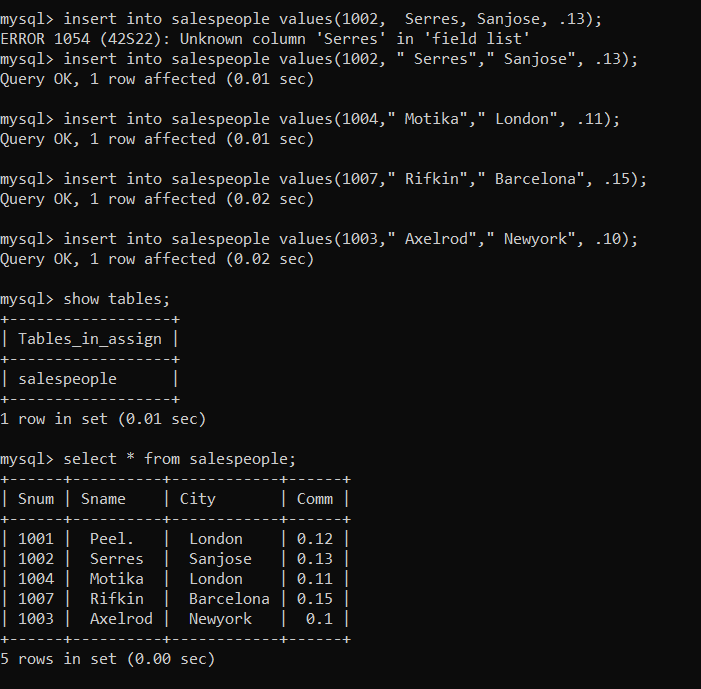 mysql> insert into salespeople values(1002,  Serres, Sanjose, .13);
ERROR 1054 (42S22): Unknown column 'Serres' in 'field list'
mysql> insert into salespeople values(1002, " Serres"," Sanjose", .13);
Query OK, 1 row affected (0.01 sec)

mysql> insert into salespeople values(1004," Motika"," London", .11);
Query OK, 1 row affected (0.01 sec)

mysql> insert into salespeople values(1007," Rifkin"," Barcelona", .15);
Query OK, 1 row affected (0.02 sec)

mysql> insert into salespeople values(1003," Axelrod"," Newyork", .10);
Query OK, 1 row affected (0.02 sec)

mysql> show tables;
+------------------+
| Tables_in_assign |
+------------------+
| salespeople      |
+------------------+
1 row in set (0.01 sec)

mysql> select * from salespeople;
+------+----------+------------+------+
| Snum | Sname    | City       | Comm |
+------+----------+------------+------+
| 1001 |  Peel.   |  London    | 0.12 |
| 1002 |  Serres  |  Sanjose   | 0.13 |
| 1004 |  Motika  |  London    | 0.11 |
| 1007 |  Rifkin  |  Barcelona | 0.15 |
| 1003 |  Axelrod |  Newyork   |  0.1 |
+------+----------+------------+------+
5 rows in set (0.00 sec)